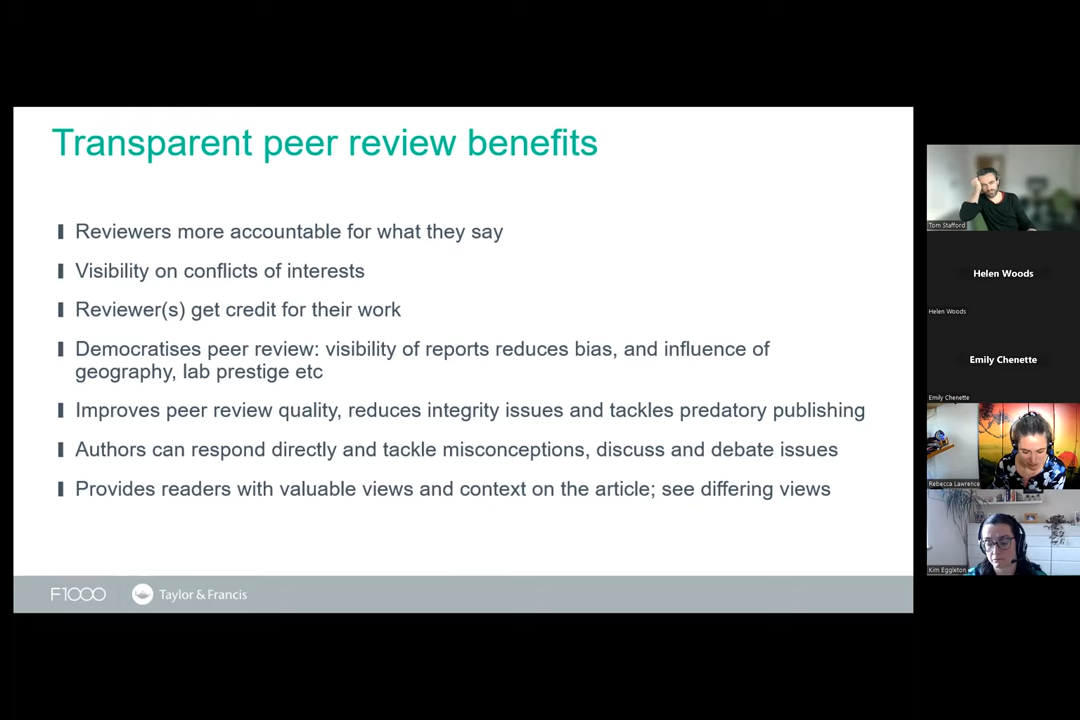 Transparent peer review benefits
Reviewers more accountable for what they say
Visibility on conflicts of interests
Reviewer(s) get credit for their work
Democratises peer review: visibility of reports reduces bias, and influence of
geography, lab prestige etc
Improves peer review quality, reduces integrity issues and tackles predatory publishing
Authors can respond directly and tackle misconceptions, discuss and debate issues
Provides readers with valuable views and context on the article; see differing views
F1000
Taylor & Francis
Tom Stafford
Helen Woods
Helen Woods
Emily Chenette
Emily Chenette
Rebecca Lawrence
Kim Eggleton